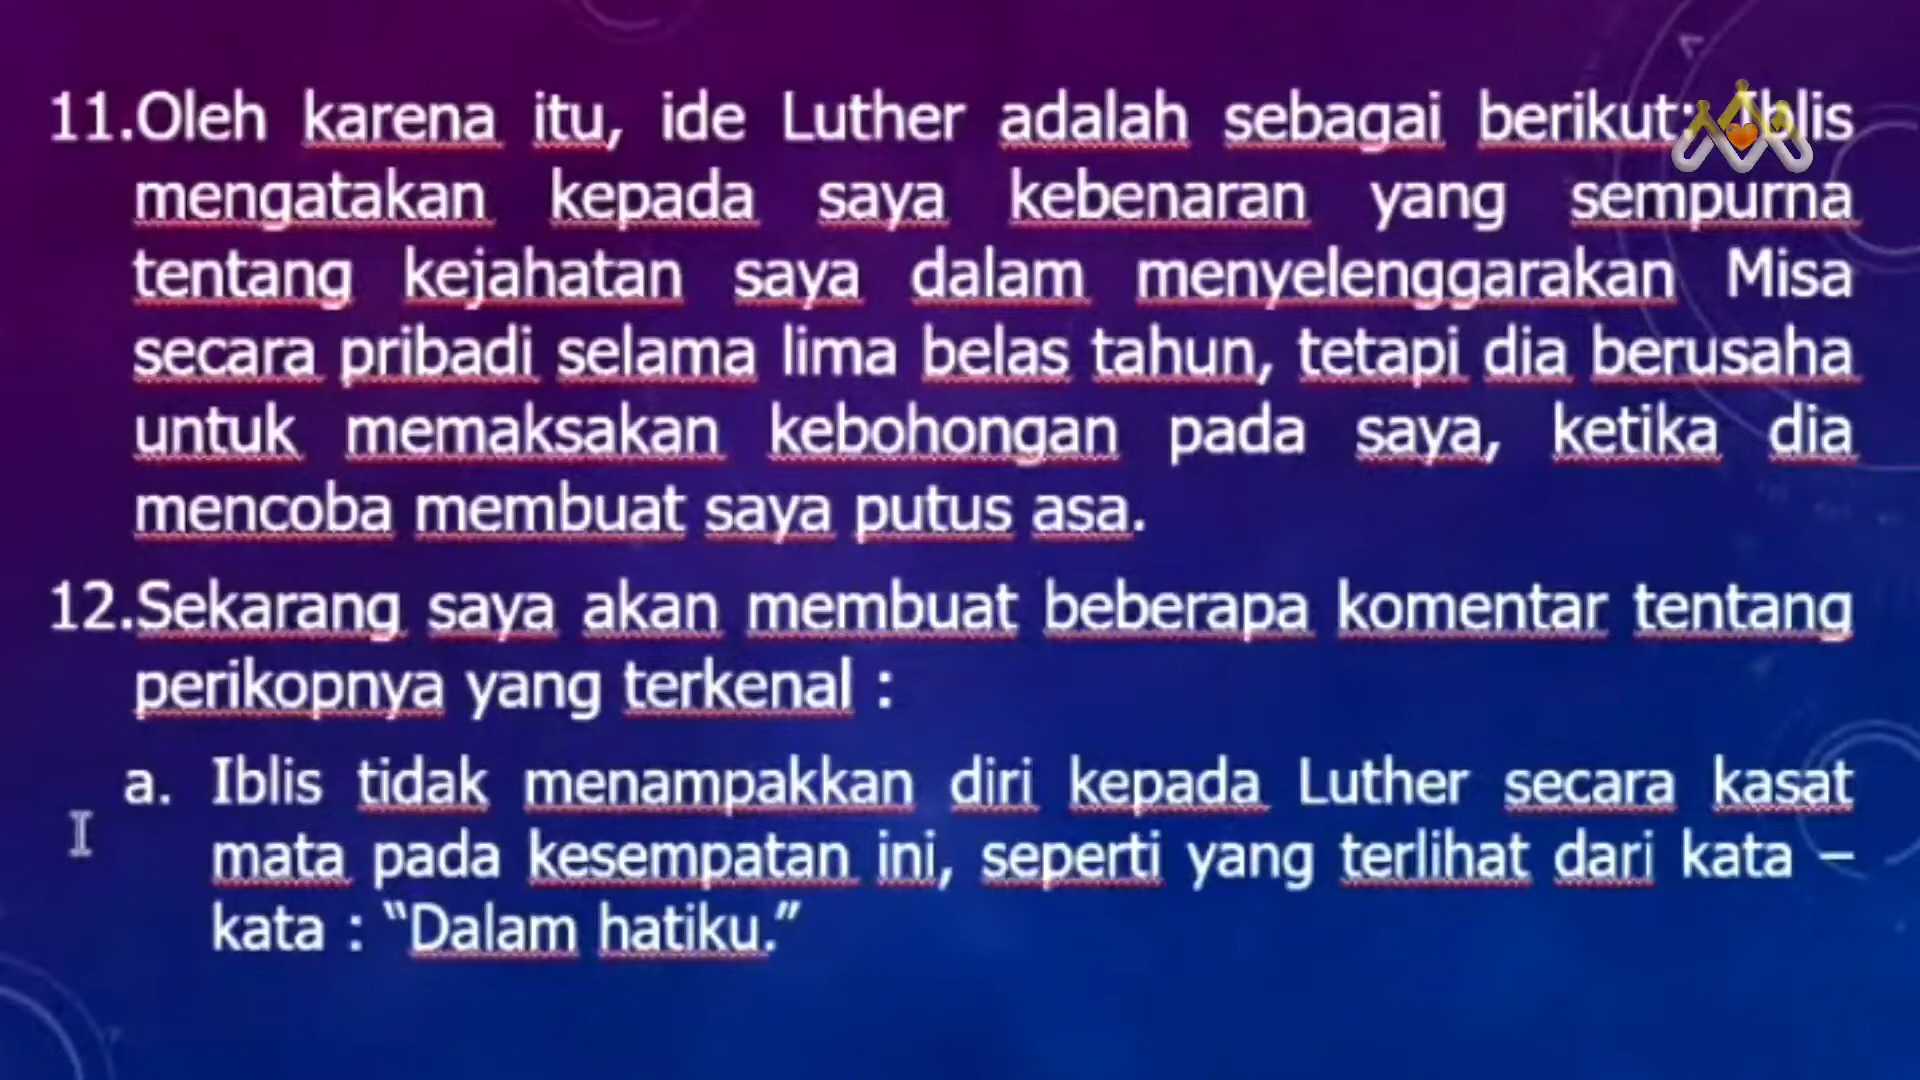 11.Oleh karena itu, ide Luther adalah sebagai berikut: Iblis
mengatakan kepada saya kebenaran yang sempurna
tentang kejahatan saya dalam menyelenggarakan Misa
secara pribadi selama lima belas tahun, tetapi dia berusaha
untuk memaksakan kebohongan pada saya, ketika dia
mencoba membuat saya putus asa.
12.Sekarang saya akan membuat beberapa komentar tentang
perikopnya yang terkenal :
a. Iblis tidak menampakkan diri kepada Luther secara kasat
mata pada kesempatan ini, seperti yang terlihat dari kata –
kata : “Dalam hatiku.”